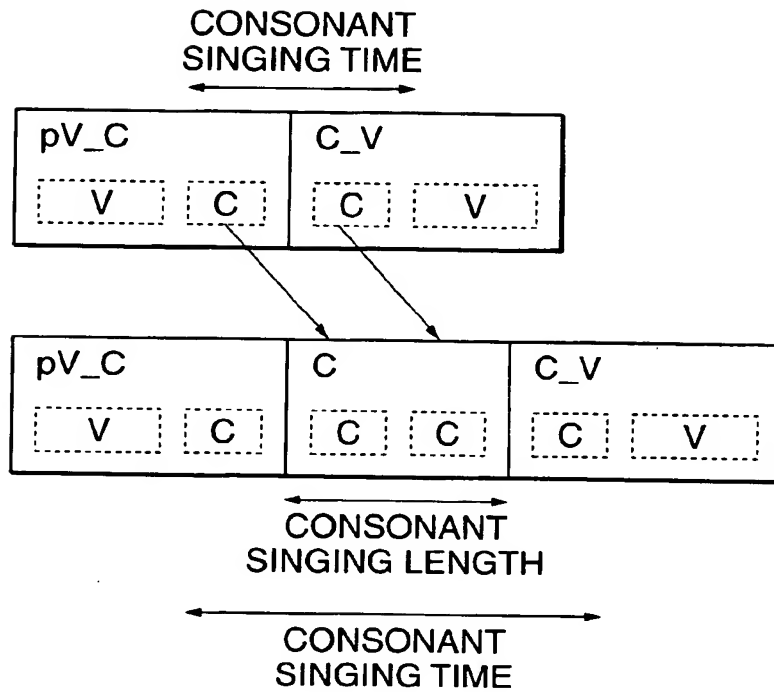 CONSONANT
SINGING TIME
pV_C C_V
V C C V
pV_C C C_V
V C C C C V
CONSONANT
SINGING LENGTH
CONSONANT
SINGING TIME